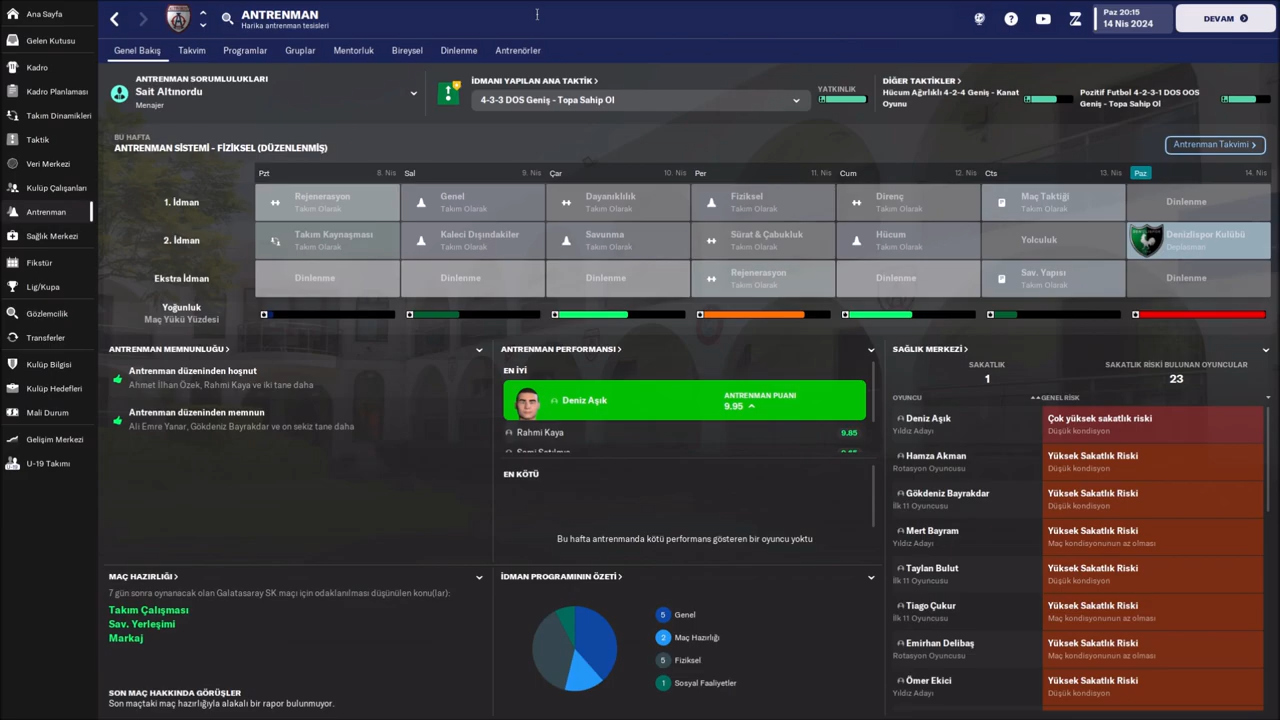 Ana Sayfa
Gelen Kutusu
Kadro
Kadro Planlaması
Takım Dinamikleri
Taktik
Veri Merkezi
Kulüp Çalışanları
Antrenman
Sağlık Merkezi
Fikstür
Lig/Kupa
Gözlemcilik
Transferler
Kulüp Bilgisi
Kulüp Hedefleri
Mali Durum
Gelişim Merkezi
U-19 Takımı
ANTRENMAN
Harika antrenman tesisleri
Paz 20:15
14 Nis 2024
DEVAM
Genel Bakış Takvim Programlar Gruplar Mentorluk Bireysel Dinlenme Antrenörler
ANTRENMAN SORUMLULUKLARI
Sait Altınordu
Menajer
İDMANI YAPILAN ANA TAKTİK >
4-3-3 DOS Geniş - Topa Sahip Ol
YATKINLIK
DİĞER TAKTİKLER >
Hücum Ağırlıklı 4-2-4 Geniş - Kanat
Oyunu
Pozitif Futbol 4-2-3-1 DOS OOS
Geniş - Topa Sahip Ol
BU HAFTA
ANTRENMAN SİSTEMİ - FİZİKSEL (DÜZENLENMİŞ)
Antrenman Takvimi >
Pzt 8. Nis Sal 9. Nis Çar 10. Nis Per 11. Nis Cum 12. Nis Cts 13. Nis Paz 14. Nis
1. İdman
Rejenerasyon
Takım Olarak
Genel
Takım Olarak
Dayanıklılık
Takım Olarak
Fiziksel
Takım Olarak
Direnç
Takım Olarak
Maç Taktiği
Takım Olarak
Dinlenme
2. İdman
Takım Kaynaşması
Takım Olarak
Kaleci Dışındakiler
Takım Olarak
Savunma
Takım Olarak
Sürat & Çabukluk
Takım Olarak
Hücum
Takım Olarak
Yolculuk
Denizlispor Kulübü
Deplasman
Ekstra İdman
Dinlenme
Dinlenme
Dinlenme
Rejenerasyon
Takım Olarak
Dinlenme
Sav. Yapısı
Takım Olarak
Dinlenme
Yoğunluk
Maç Yükü Yüzdesi
ANTRENMAN MEMNUNLUĞU >
Antrenman düzeninden hoşnut
Ahmet İlhan Özek, Rahmi Kaya ve iki tane daha
Antrenman düzeninden memnun
Ali Emre Yanar, Gökdeniz Bayrakdar ve on sekiz tane daha
ANTRENMAN PERFORMANSI >
EN İYİ
Deniz Aşık
ANTRENMAN PUANI
9.95
Rahmi Kaya 9.85
EN KÖTÜ
Bu hafta antrenmanda kötü performans gösteren bir oyuncu yoktu
SAĞLIK MERKEZİ >
SAKATLIK
1
SAKATLIK RİSKİ BULUNAN OYUNCULAR
23
OYUNCU GENEL RİSK
Deniz Aşık
Yıldız Adayı
Çok yüksek sakatlık riski
Düşük kondisyon
Hamza Akman
Rotasyon Oyuncusu
Yüksek Sakatlık Riski
Düşük kondisyon
Gökdeniz Bayrakdar
İlk 11 Oyuncusu
Yüksek Sakatlık Riski
Düşük kondisyon
Mert Bayram
Yıldız Adayı
Yüksek Sakatlık Riski
Maç kondisyonunun az olması
Taylan Bulut
İlk 11 Oyuncusu
Yüksek Sakatlık Riski
Düşük kondisyon
Tiago Çukur
İlk 11 Oyuncusu
Yüksek Sakatlık Riski
Maç kondisyonunun az olması
Emirhan Delibaş
Rotasyon Oyuncusu
Yüksek Sakatlık Riski
Maç kondisyonunun az olması
Ömer Ekici
Yıldız Adayı
Yüksek Sakatlık Riski
Maç kondisyonunun az olması
MAÇ HAZIRLIĞI >
7 gün sonra oynanacak olan Galatasaray SK maçı için odaklanılması düşünülen konu(lar):
Takım Çalışması
Sav. Yerleşimi
Markaj
SON MAÇ HAKKINDA GÖRÜŞLER
Son maçtaki maç hazırlığıyla alakalı bir rapor bulunmuyor.
İDMAN PROGRAMININ ÖZETİ >
5 Genel
2 Maç Hazırlığı
5 Fiziksel
1 Sosyal Faaliyetler